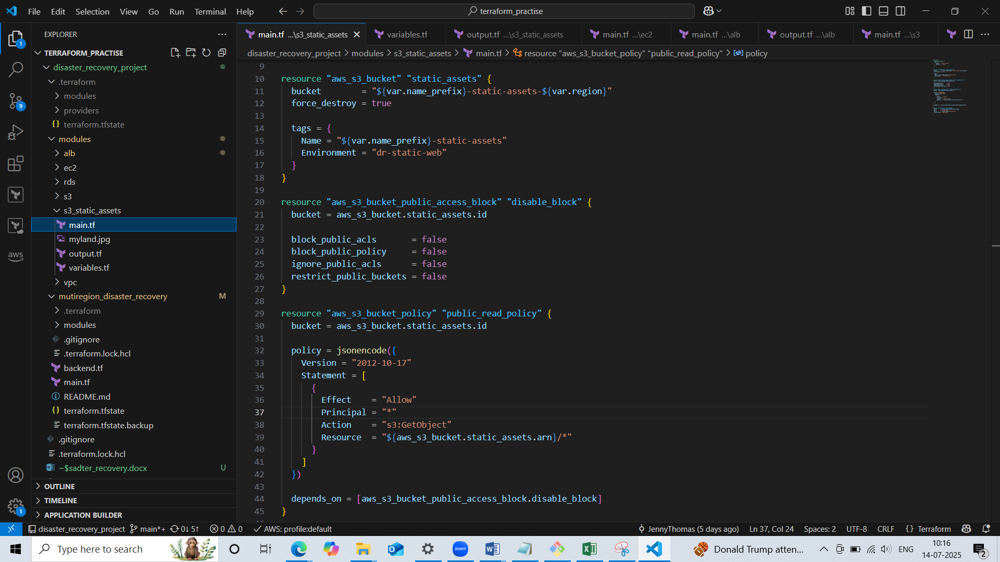 File Edit Selection View Go Run Terminal Help
terraform_practise
EXPLORER
TERRAFORM_PRACTISE
disaster_recovery_project
.terraform
modules
providers
{} terraform.tfstate
modules
alb
ec2
rds
s3
s3_static_assets
main.tf
myland.jpg
output.tf
variables.tf
vpc
mutiregion_disaster_recovery M
.terraform
modules
.gitignore
.terraform.lock.hcl
backend.tf
main.tf
README.md
{} terraform.tfstate
terraform.tfstate.backup
.gitignore
.terraform.lock.hcl
~$sadter_recovery.docx U
OUTLINE
TIMELINE
APPLICATION BUILDER
1
9
aws
1
main.tf ...\s3_static_assets
variables.tf
output.tf ...\s3_static_assets
main.tf ...\ec2
main.tf ...\alb
output.tf ...\alb
main.tf ...\s3
disaster_recovery_project > modules > s3_static_assets > main.tf > resource "aws_s3_bucket_policy" "public_read_policy" > policy
9
10 resource "aws_s3_bucket" "static_assets" {
11 bucket = "${var.name_prefix}-static-assets-${var.region}"
12 force_destroy = true
13
14 tags = {
15 Name = "${var.name_prefix}-static-assets"
16 Environment = "dr-static-web"
17 }
18 }
19
20 resource "aws_s3_bucket_public_access_block" "disable_block" {
21 bucket = aws_s3_bucket.static_assets.id
22
23 block_public_acls = false
24 block_public_policy = false
25 ignore_public_acls = false
26 restrict_public_buckets = false
27 }
28
29 resource "aws_s3_bucket_policy" "public_read_policy" {
30 bucket = aws_s3_bucket.static_assets.id
31
32 policy = jsonencode({
33 Version = "2012-10-17"
34 Statement = [
35 {
36 Effect = "Allow"
37 Principal = "*"
38 Action = "s3:GetObject"
39 Resource = "${aws_s3_bucket.static_assets.arn}/*"
40 }
41 ]
42 })
43
44 depends_on = [aws_s3_bucket_public_access_block.disable_block]
45 }
disaster_recovery_project main*+ 0↓ 5↑ 0 0 AWS: profile:default
JennyThomas (5 days ago) Ln 37, Col 24 Spaces: 2 UTF-8 CRLF {} Terraform
Type here to search
zoom
Donald Trump atten...
ENG
10:16
14-07-2025
2